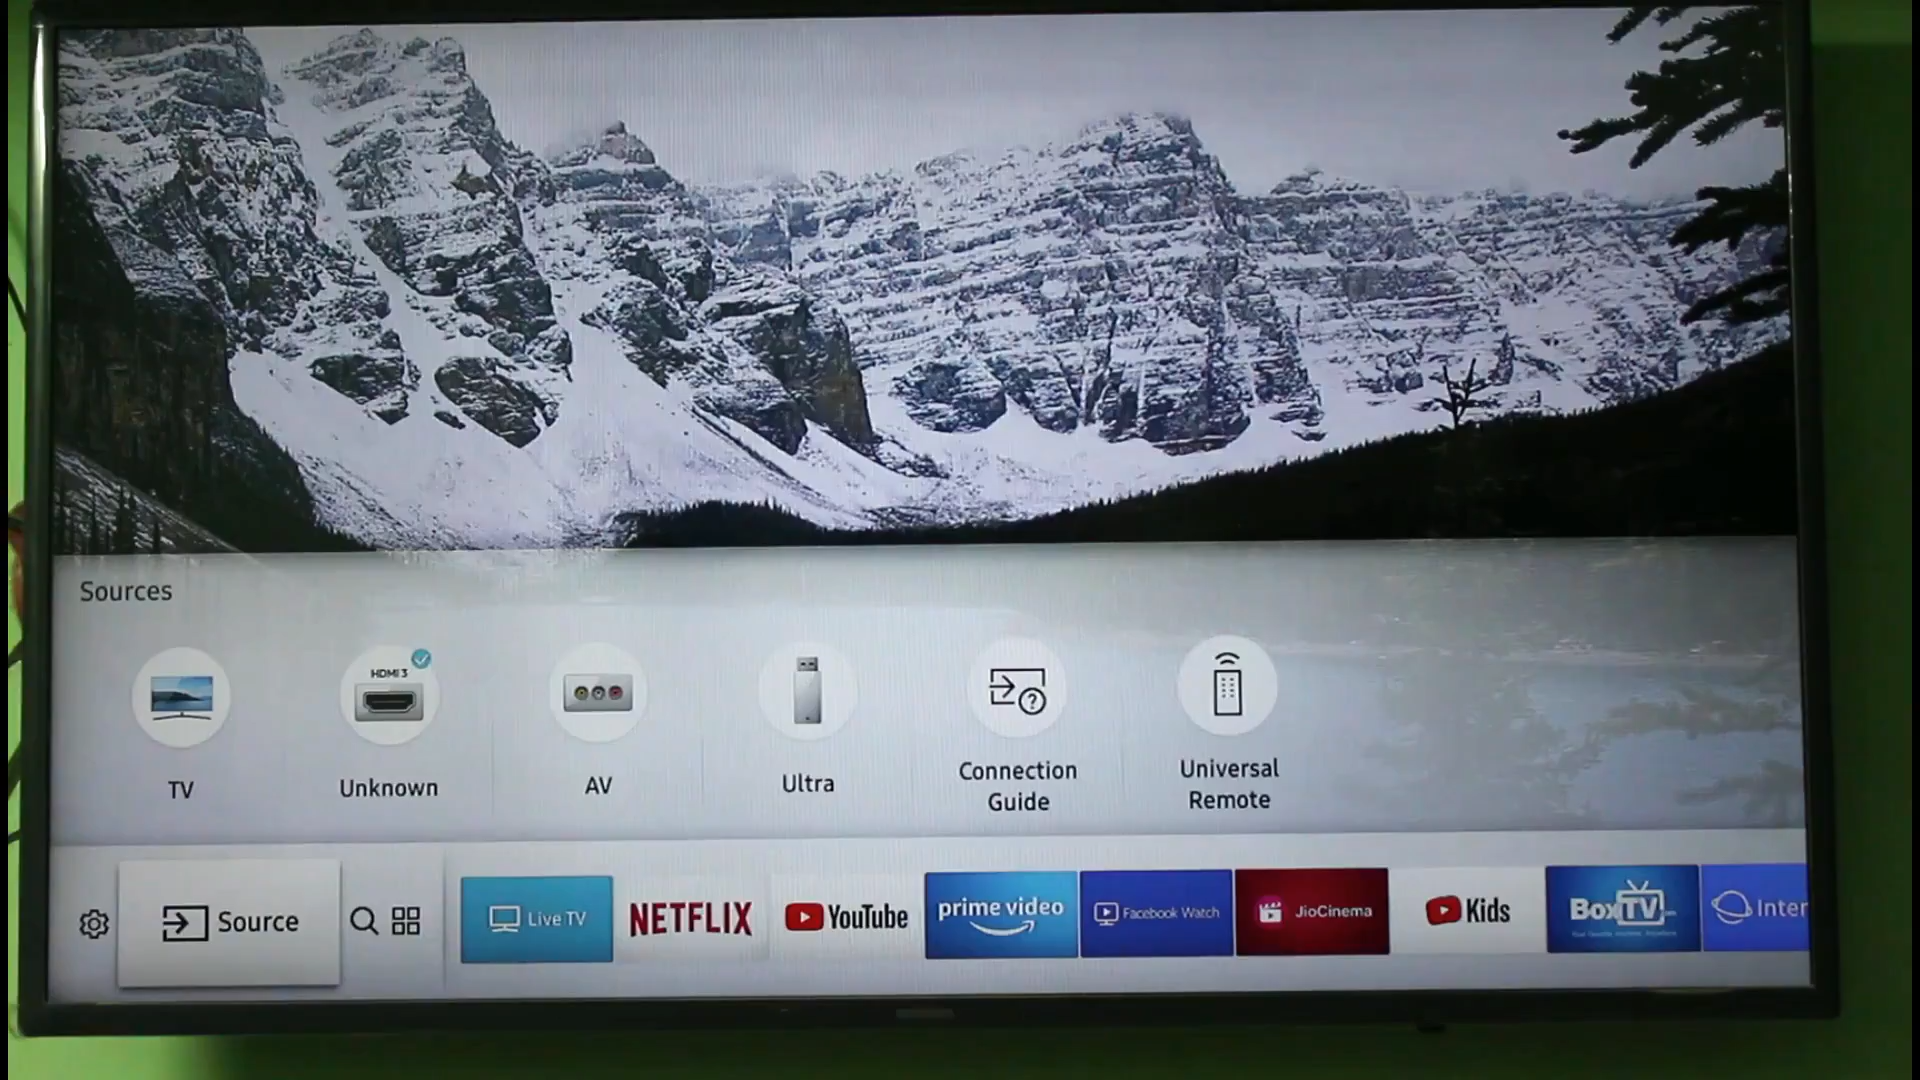 Sources
HDMI 3
TV
Unknown
AV
Ultra
Connection
Guide
Universal
Remote
Source
Live TV
NETFLIX
YouTube
prime video
Facebook Watch
JioCinema
Kids
BoxTV
Inter